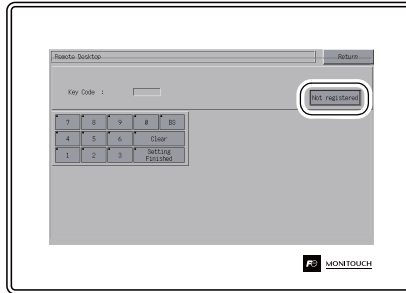 Remote Desktop
Return
Key Code :
Not registered
7 8 9 0 BS
4 5 6 Clear
1 2 3 Setting
Finished
MONITOUCH